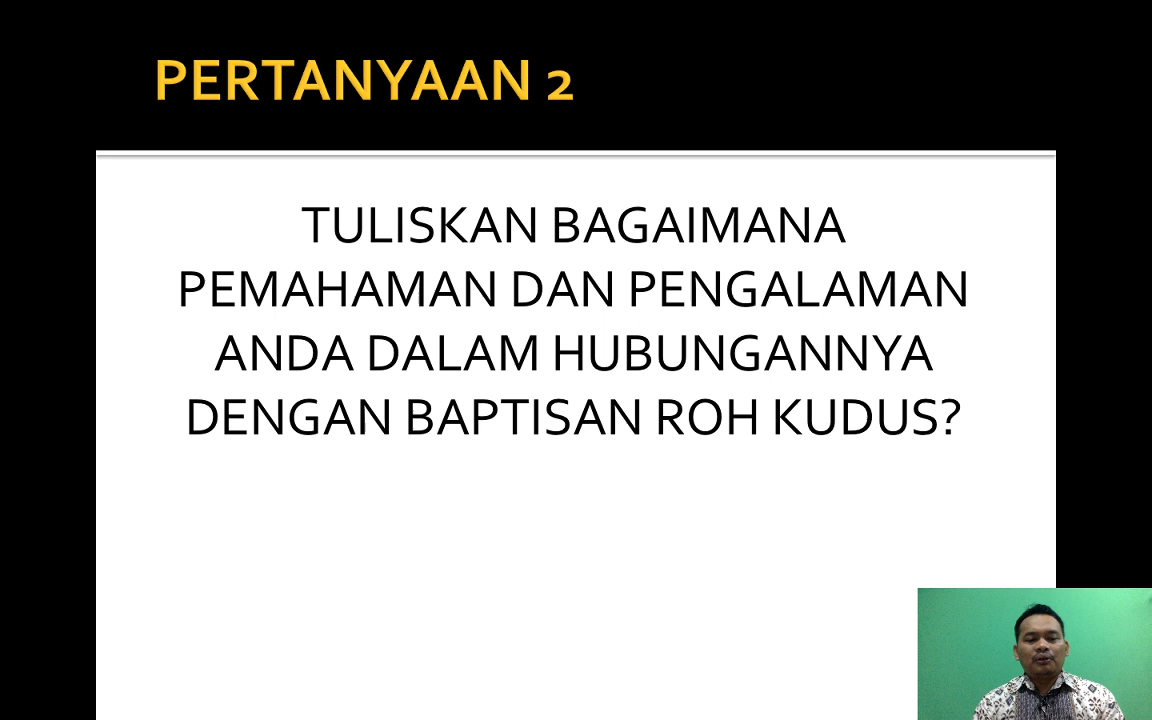 PERTANYAAN 2
TULISKAN BAGAIMANA
PEMAHAMAN DAN PENGALAMAN
ANDA DALAM HUBUNGANNYA
DENGAN BAPTISAN ROH KUDUS?